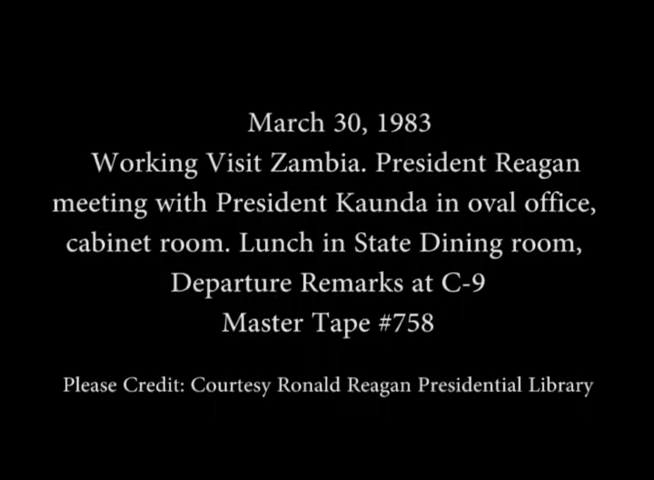 March 30, 1983
Working Visit Zambia. President Reagan
meeting with President Kaunda in oval office,
cabinet room. Lunch in State Dining room,
Departure Remarks at C-9
Master Tape #758
Please Credit: Courtesy Ronald Reagan Presidential Library